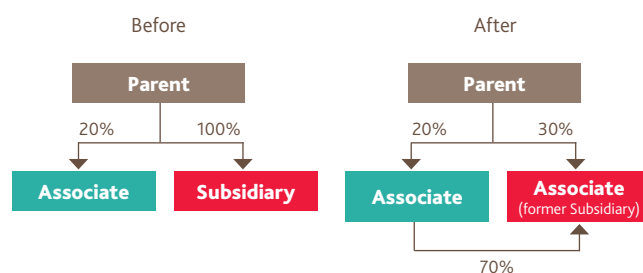 Before
After
Parent
Parent
20%
100%
20%
30%
Associate
Subsidiary
Associate
Associate
(former Subsidiary)
70%